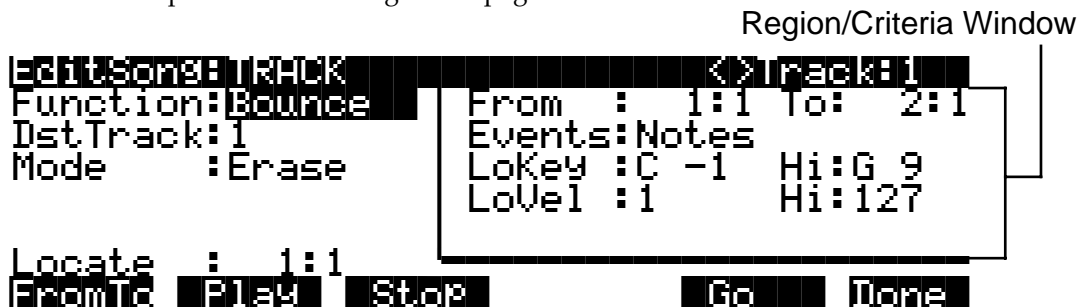 Region/Criteria Window
EditSong:TRACK <>Track:1
Function:Bounce From : 1:1 To: 2:1
DstTrack:1 Events:Notes
Mode :Erase LoKey :C -1 Hi:G 9
LoVel :1 Hi:127
Locate : 1:1
FromTo Play Stop Go Done